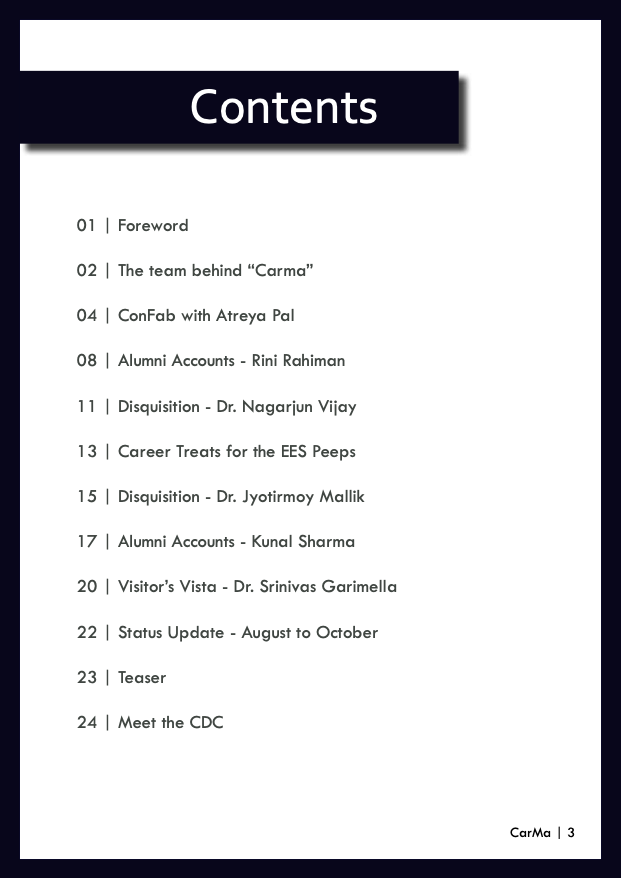 Contents
01 | Foreword
02 | The team behind “Carma”
04 | ConFab with Atreya Pal
08 | Alumni Accounts - Rini Rahiman
11 | Disquisition - Dr. Nagarjun Vijay
13 | Career Treats for the EES Peeps
15 | Disquisition - Dr. Jyotirmoy Mallik
17 | Alumni Accounts - Kunal Sharma
20 | Visitor’s Vista - Dr. Srinivas Garimella
22 | Status Update - August to October
23 | Teaser
24 | Meet the CDC
CarMa | 3